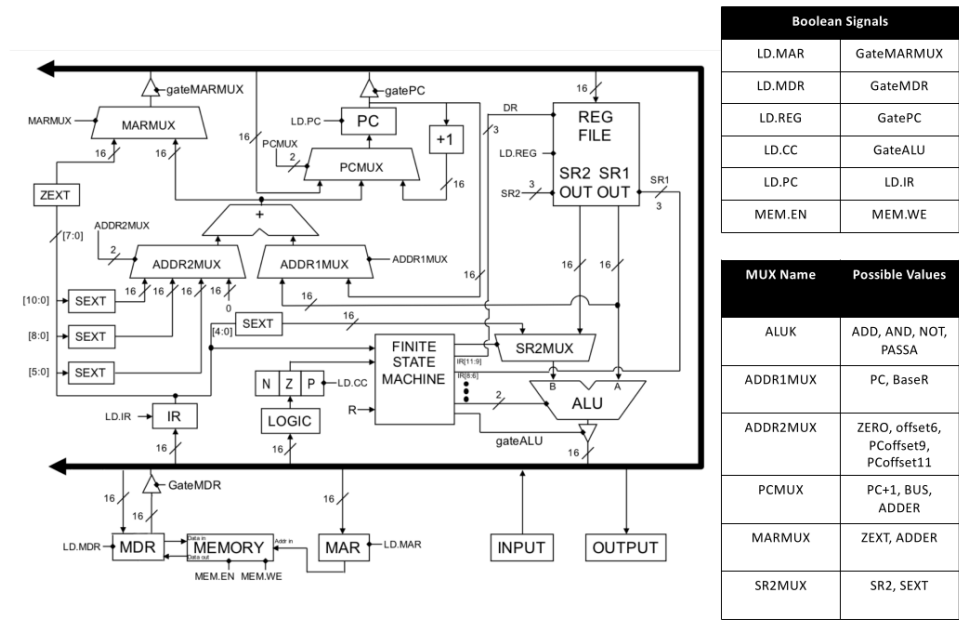 gateMARMUX
gatePC
MARMUX
MARMUX
16
16
16
ZEXT
[7:0]
LD.PC
PC
PCMUX
2
PCMUX
+1
16
16
DR
3
LD.REG
16
REG
FILE
SR2 SR1
OUT OUT
SR2
3
SR1
3
+
ADDR2MUX
2
ADDR2MUX
ADDR1MUX
ADDR1MUX
16
16
16
16
16
16
0
[10:0]
SEXT
[8:0]
SEXT
[5:0]
SEXT
[4:0]
SEXT
16
16
16
SR2MUX
FINITE
STATE
MACHINE
IR[11:9]
IR[8:6]
R
2
B
A
ALU
gateALU
16
N Z P
LD.CC
LOGIC
16
LD.IR
IR
16
GateMDR
16
16
16
LD.MDR
MDR
Data in
Data out
MEMORY
Addr in
MEM.EN MEM.WE
MAR
LD.MAR
INPUT
OUTPUT
Boolean Signals
LD.MAR GateMARMUX
LD.MDR GateMDR
LD.REG GatePC
LD.CC GateALU
LD.PC LD.IR
MEM.EN MEM.WE
MUX Name Possible Values
ALUK ADD, AND, NOT,
PASSA
ADDR1MUX PC, BaseR
ADDR2MUX ZERO, offset6,
PCoffset9,
PCoffset11
PCMUX PC+1, BUS,
ADDER
MARMUX ZEXT, ADDER
SR2MUX SR2, SEXT